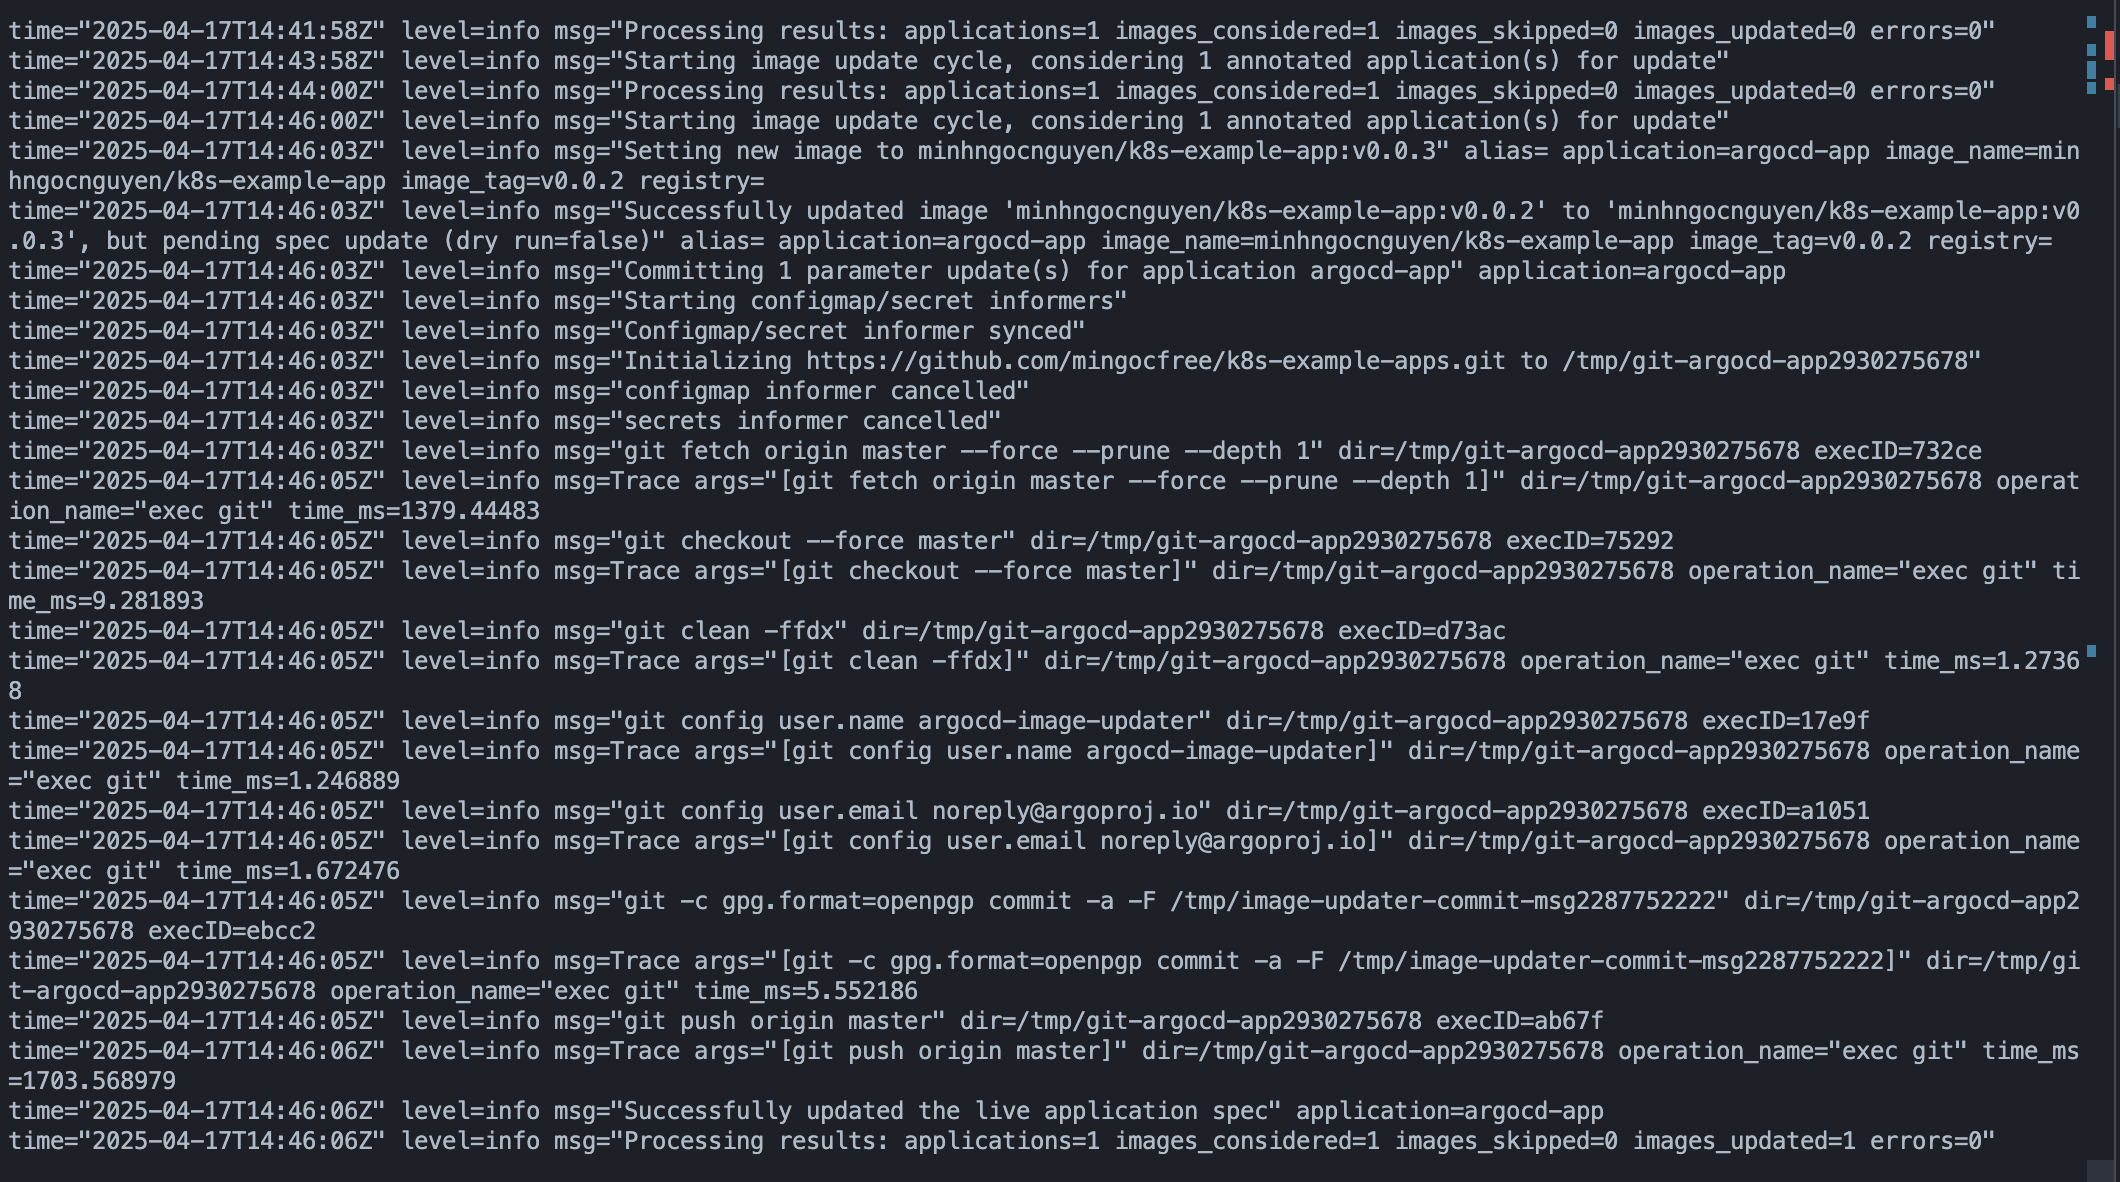 time="2025-04-17T14:41:58Z" level=info msg="Processing results: applications=1 images_considered=1 images_skipped=0 images_updated=0 errors=0"
time="2025-04-17T14:43:58Z" level=info msg="Starting image update cycle, considering 1 annotated application(s) for update"
time="2025-04-17T14:44:00Z" level=info msg="Processing results: applications=1 images_considered=1 images_skipped=0 images_updated=0 errors=0"
time="2025-04-17T14:46:00Z" level=info msg="Starting image update cycle, considering 1 annotated application(s) for update"
time="2025-04-17T14:46:03Z" level=info msg="Setting new image to minhngocnguyen/k8s-example-app:v0.0.3" alias= application=argocd-app image_name=min
hngocnguyen/k8s-example-app image_tag=v0.0.2 registry=
time="2025-04-17T14:46:03Z" level=info msg="Successfully updated image 'minhngocnguyen/k8s-example-app:v0.0.2' to 'minhngocnguyen/k8s-example-app:v0
.0.3', but pending spec update (dry run=false)" alias= application=argocd-app image_name=minhngocnguyen/k8s-example-app image_tag=v0.0.2 registry=
time="2025-04-17T14:46:03Z" level=info msg="Committing 1 parameter update(s) for application argocd-app" application=argocd-app
time="2025-04-17T14:46:03Z" level=info msg="Starting configmap/secret informers"
time="2025-04-17T14:46:03Z" level=info msg="Configmap/secret informer synced"
time="2025-04-17T14:46:03Z" level=info msg="Initializing https://github.com/mingocfree/k8s-example-apps.git to /tmp/git-argocd-app2930275678"
time="2025-04-17T14:46:03Z" level=info msg="configmap informer cancelled"
time="2025-04-17T14:46:03Z" level=info msg="secrets informer cancelled"
time="2025-04-17T14:46:03Z" level=info msg="git fetch origin master --force --prune --depth 1" dir=/tmp/git-argocd-app2930275678 execID=732ce
time="2025-04-17T14:46:05Z" level=info msg=Trace args="[git fetch origin master --force --prune --depth 1]" dir=/tmp/git-argocd-app2930275678 operat
ion_name="exec git" time_ms=1379.44483
time="2025-04-17T14:46:05Z" level=info msg="git checkout --force master" dir=/tmp/git-argocd-app2930275678 execID=75292
time="2025-04-17T14:46:05Z" level=info msg=Trace args="[git checkout --force master]" dir=/tmp/git-argocd-app2930275678 operation_name="exec git" ti
me_ms=9.281893
time="2025-04-17T14:46:05Z" level=info msg="git clean -ffdx" dir=/tmp/git-argocd-app2930275678 execID=d73ac
time="2025-04-17T14:46:05Z" level=info msg=Trace args="[git clean -ffdx]" dir=/tmp/git-argocd-app2930275678 operation_name="exec git" time_ms=1.2736
8
time="2025-04-17T14:46:05Z" level=info msg="git config user.name argocd-image-updater" dir=/tmp/git-argocd-app2930275678 execID=17e9f
time="2025-04-17T14:46:05Z" level=info msg=Trace args="[git config user.name argocd-image-updater]" dir=/tmp/git-argocd-app2930275678 operation_name
="exec git" time_ms=1.246889
time="2025-04-17T14:46:05Z" level=info msg="git config user.email noreply@argoproj.io" dir=/tmp/git-argocd-app2930275678 execID=a1051
time="2025-04-17T14:46:05Z" level=info msg=Trace args="[git config user.email noreply@argoproj.io]" dir=/tmp/git-argocd-app2930275678 operation_name
="exec git" time_ms=1.672476
time="2025-04-17T14:46:05Z" level=info msg="git -c gpg.format=openpgp commit -a -F /tmp/image-updater-commit-msg2287752222" dir=/tmp/git-argocd-app2
930275678 execID=ebcc2
time="2025-04-17T14:46:05Z" level=info msg=Trace args="[git -c gpg.format=openpgp commit -a -F /tmp/image-updater-commit-msg2287752222]" dir=/tmp/gi
t-argocd-app2930275678 operation_name="exec git" time_ms=5.552186
time="2025-04-17T14:46:05Z" level=info msg="git push origin master" dir=/tmp/git-argocd-app2930275678 execID=ab67f
time="2025-04-17T14:46:06Z" level=info msg=Trace args="[git push origin master]" dir=/tmp/git-argocd-app2930275678 operation_name="exec git" time_ms
=1703.568979
time="2025-04-17T14:46:06Z" level=info msg="Successfully updated the live application spec" application=argocd-app
time="2025-04-17T14:46:06Z" level=info msg="Processing results: applications=1 images_considered=1 images_skipped=0 images_updated=1 errors=0"